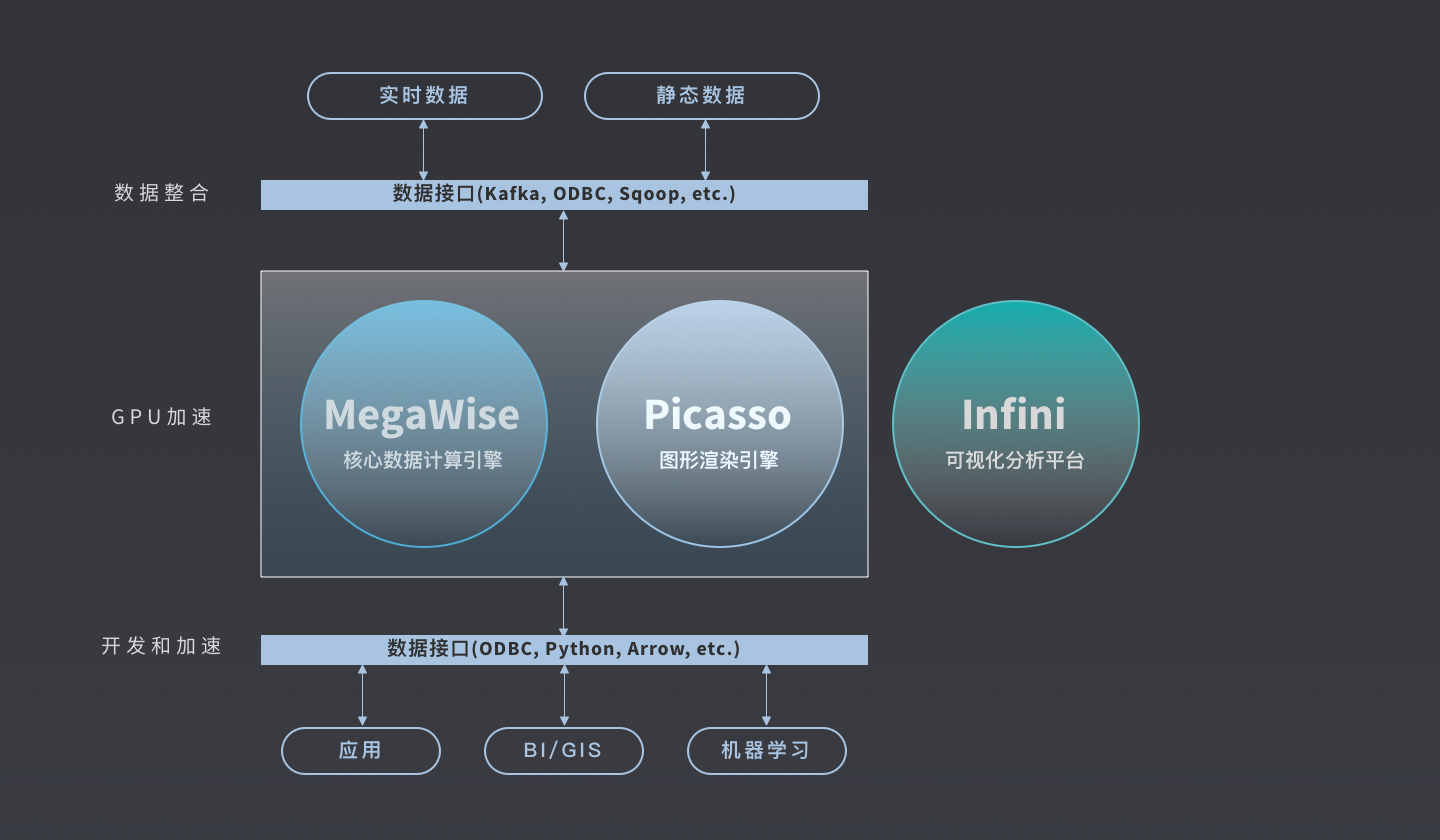 实时数据
静态数据
数据整合
数据接口(Kafka, ODBC, Sqoop, etc.)
GPU加速
MegaWise
核心数据计算引擎
Picasso
图形渲染引擎
Infini
可视化分析平台
开发和加速
数据接口(ODBC, Python, Arrow, etc.)
应用
BI/GIS
机器学习